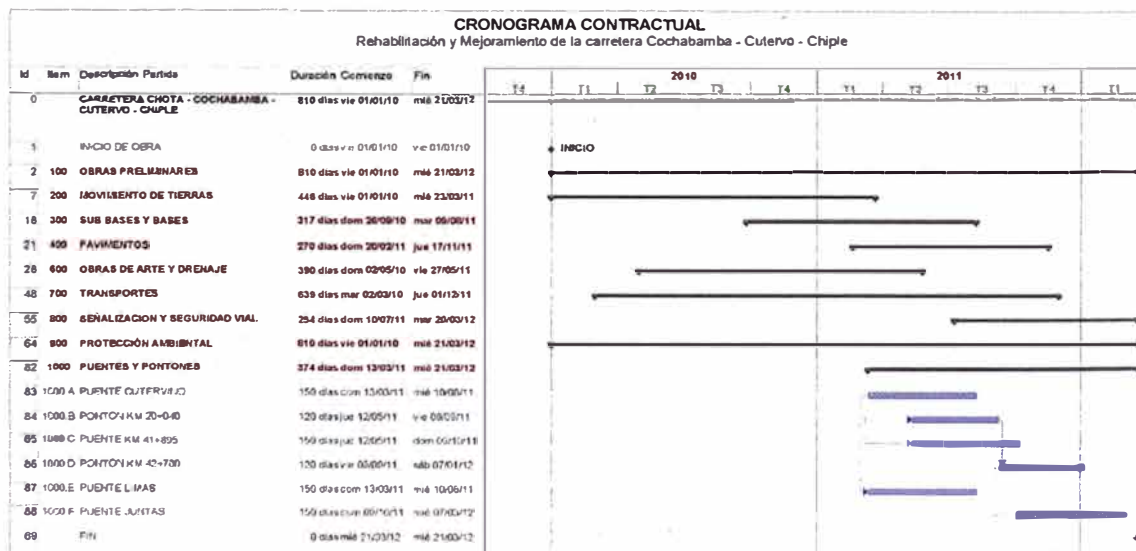 CRONOGRAMA CONTRACTUAL
Rehabilitación y Mejoramiento de la carretera Cochabamba - Cutervo - Chiple
Id Item Descripción Partida Duración Comienzo Fin 2010 2011
T4 T1 T2 T3 T4 T1 T2 T3 T4 T1
0 CARRETERA CHOTA - COCHABAMBA - 810 días vie 01/01/10 mié 21/03/12
CUTERVO - CHIPLE
1 INICIO DE OBRA 0 días vie 01/01/10 vie 01/01/10 INICIO
2 100 OBRAS PRELIMINARES 810 días vie 01/01/10 mié 21/03/12
7 200 MOVIMIENTO DE TIERRAS 446 días vie 01/01/10 mié 23/03/11
18 300 SUB BASES Y BASES 317 días dom 26/09/10 mar 09/08/11
21 400 PAVIMENTOS 270 días dom 20/02/11 jue 17/11/11
28 600 OBRAS DE ARTE Y DRENAJE 390 días dom 02/05/10 vie 27/05/11
48 700 TRANSPORTES 639 días mar 02/03/10 jue 01/12/11
55 800 SEÑALIZACION Y SEGURIDAD VIAL. 254 días dom 10/07/11 mar 20/03/12
64 900 PROTECCIÓN AMBIENTAL 810 días vie 01/01/10 mié 21/03/12
82 1000 PUENTES Y PONTONES 374 días dom 13/03/11 mié 21/03/12
83 1000.A PUENTE CUTERVILLO 150 días dom 13/03/11
84 1000.B PONTON KM 20+040 120 días jue 12/05/11 vie
85 1000.C PUENTE KM 41+895 150 días jue 12/05/11 dom
86 1000.D PONTON KM 42+700 120 días vie sáb 07/01/12
87 1000.E PUENTE LIMAS 150 días dom 13/03/11 mié
88 1000.F PUENTE JUNTAS 150 días
69 FIN 0 días mié 21/03/12 mié 21/03/12